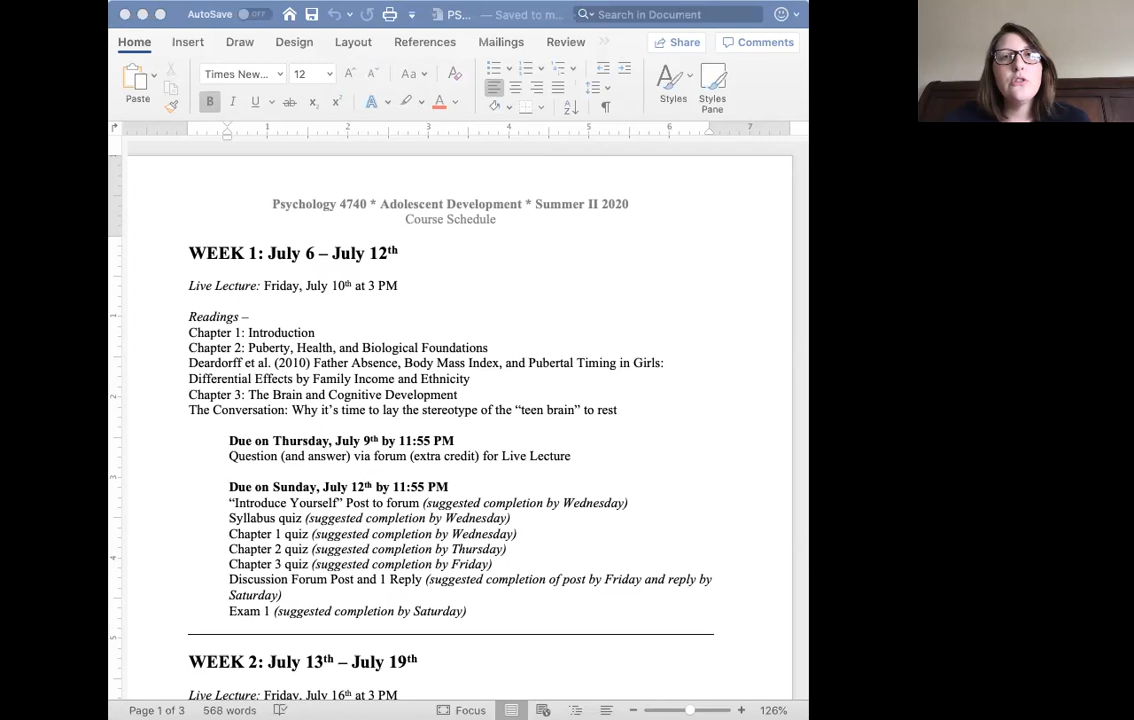 AutoSave OFF PS... — Saved to m... Search in Document
Home Insert Draw Design Layout References Mailings Review Share Comments
Paste Times New... 12 Aa Styles Styles Pane
B I U ab x₂ x² A A
1 2 3 4 5 6 7
Psychology 4740 * Adolescent Development * Summer II 2020
Course Schedule
WEEK 1: July 6 – July 12th
Live Lecture: Friday, July 10th at 3 PM
Readings –
Chapter 1: Introduction
Chapter 2: Puberty, Health, and Biological Foundations
Deardorff et al. (2010) Father Absence, Body Mass Index, and Pubertal Timing in Girls:
Differential Effects by Family Income and Ethnicity
Chapter 3: The Brain and Cognitive Development
The Conversation: Why it’s time to lay the stereotype of the “teen brain” to rest
Due on Thursday, July 9th by 11:55 PM
Question (and answer) via forum (extra credit) for Live Lecture
Due on Sunday, July 12th by 11:55 PM
“Introduce Yourself” Post to forum (suggested completion by Wednesday)
Syllabus quiz (suggested completion by Wednesday)
Chapter 1 quiz (suggested completion by Wednesday)
Chapter 2 quiz (suggested completion by Thursday)
Chapter 3 quiz (suggested completion by Friday)
Discussion Forum Post and 1 Reply (suggested completion of post by Friday and reply by
Saturday)
Exam 1 (suggested completion by Saturday)
WEEK 2: July 13th – July 19th
Live Lecture: Friday, July 16th at 3 PM
Page 1 of 3 568 words Focus 126%